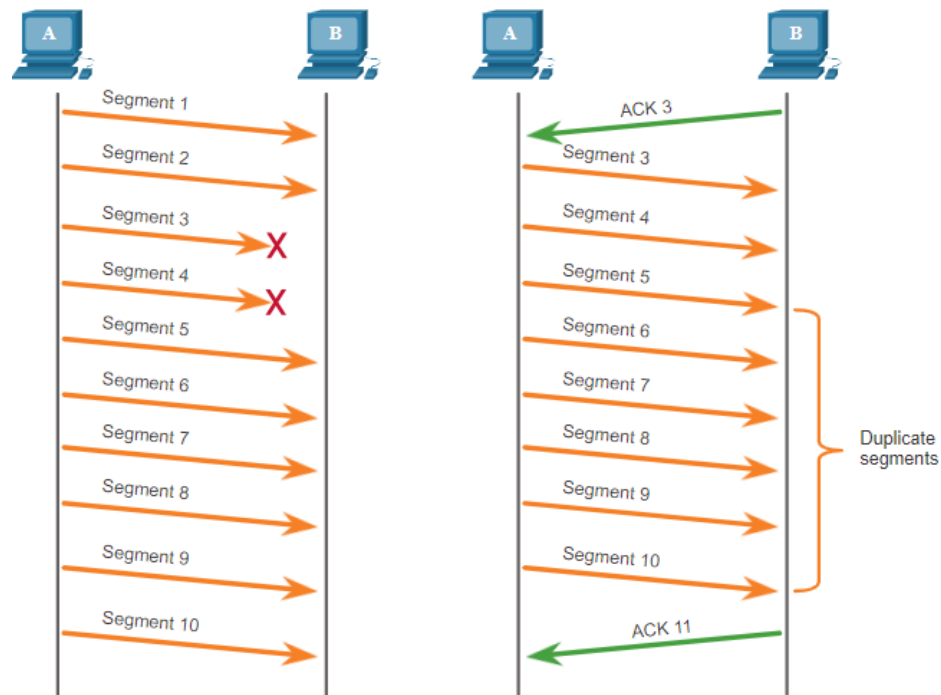 A
B
Segment 1
Segment 2
Segment 3
X
Segment 4
X
Segment 5
Segment 6
Segment 7
Segment 8
Segment 9
Segment 10
A
B
ACK 3
Segment 3
Segment 4
Segment 5
Segment 6
Segment 7
Segment 8
Segment 9
Segment 10
ACK 11
Duplicate
segments